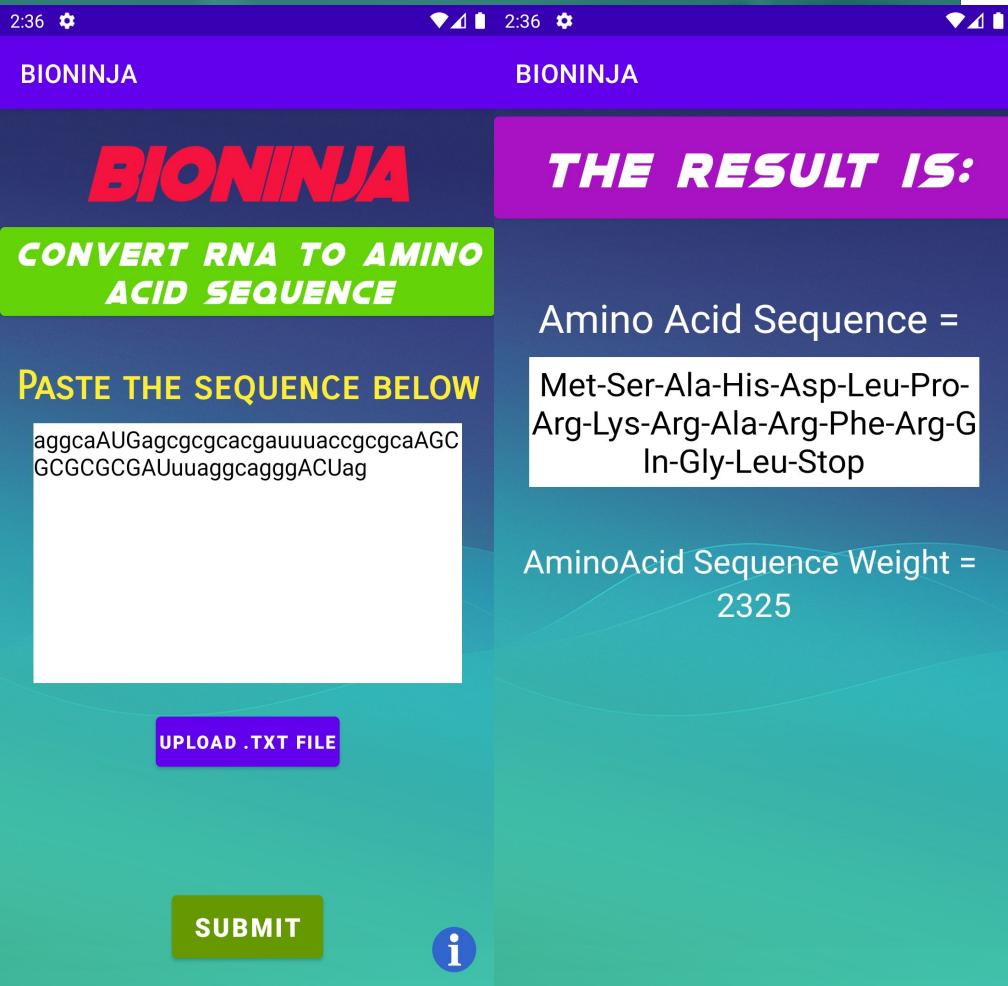 2:36
BIONINJA
BIONINJA
CONVERT RNA TO AMINO
ACID SEQUENCE
PASTE THE SEQUENCE BELOW
aggcaAUGagcgcgcacgauuuaccgcgcaAGC
GCGCGCGAUuuaggcagggACUag
UPLOAD .TXT FILE
SUBMIT
i
2:36
BIONINJA
THE RESULT IS:
Amino Acid Sequence =
Met-Ser-Ala-His-Asp-Leu-Pro-
Arg-Lys-Arg-Ala-Arg-Phe-Arg-G
ln-Gly-Leu-Stop
AminoAcid Sequence Weight =
2325